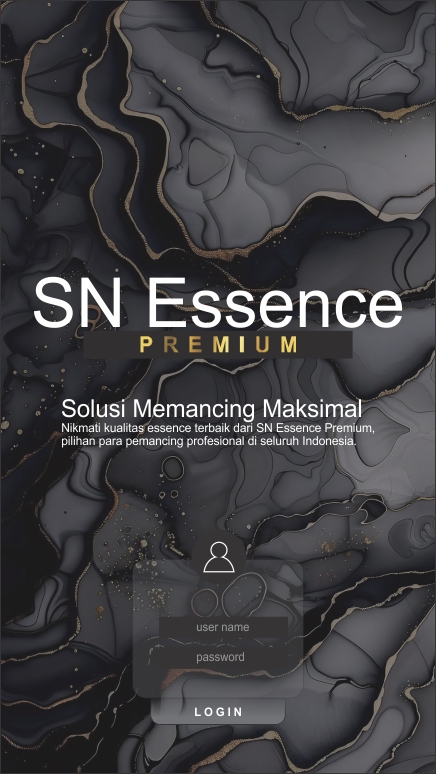 SN Essence
PREMIUM
Solusi Memancing Maksimal
Nikmati kualitas essence terbaik dari SN Essence Premium,
pilihan para pemancing profesional di seluruh Indonesia.
user name
password
LOGIN